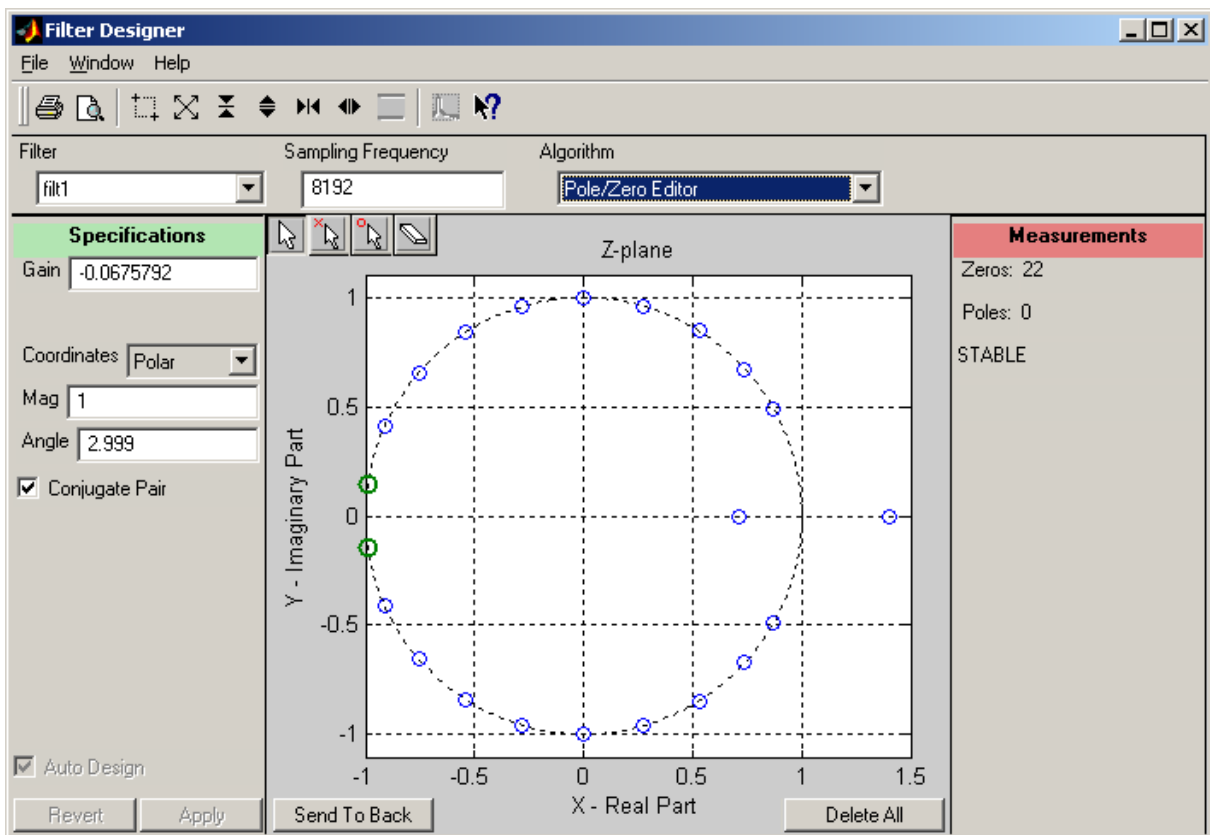 Filter Designer
File Window Help
Filter
Sampling Frequency
Algorithm
filt1
8192
Pole/Zero Editor
Specifications
Gain -0.0675792
Coordinates Polar
Mag 1
Angle 2.999
Conjugate Pair
Auto Design
Revert Apply
Z-plane
1
0.5
0
-0.5
-1
Y - Imaginary Part
-1 -0.5 0 0.5 1 1.5
X - Real Part
Send To Back
Delete All
Measurements
Zeros: 22
Poles: 0
STABLE